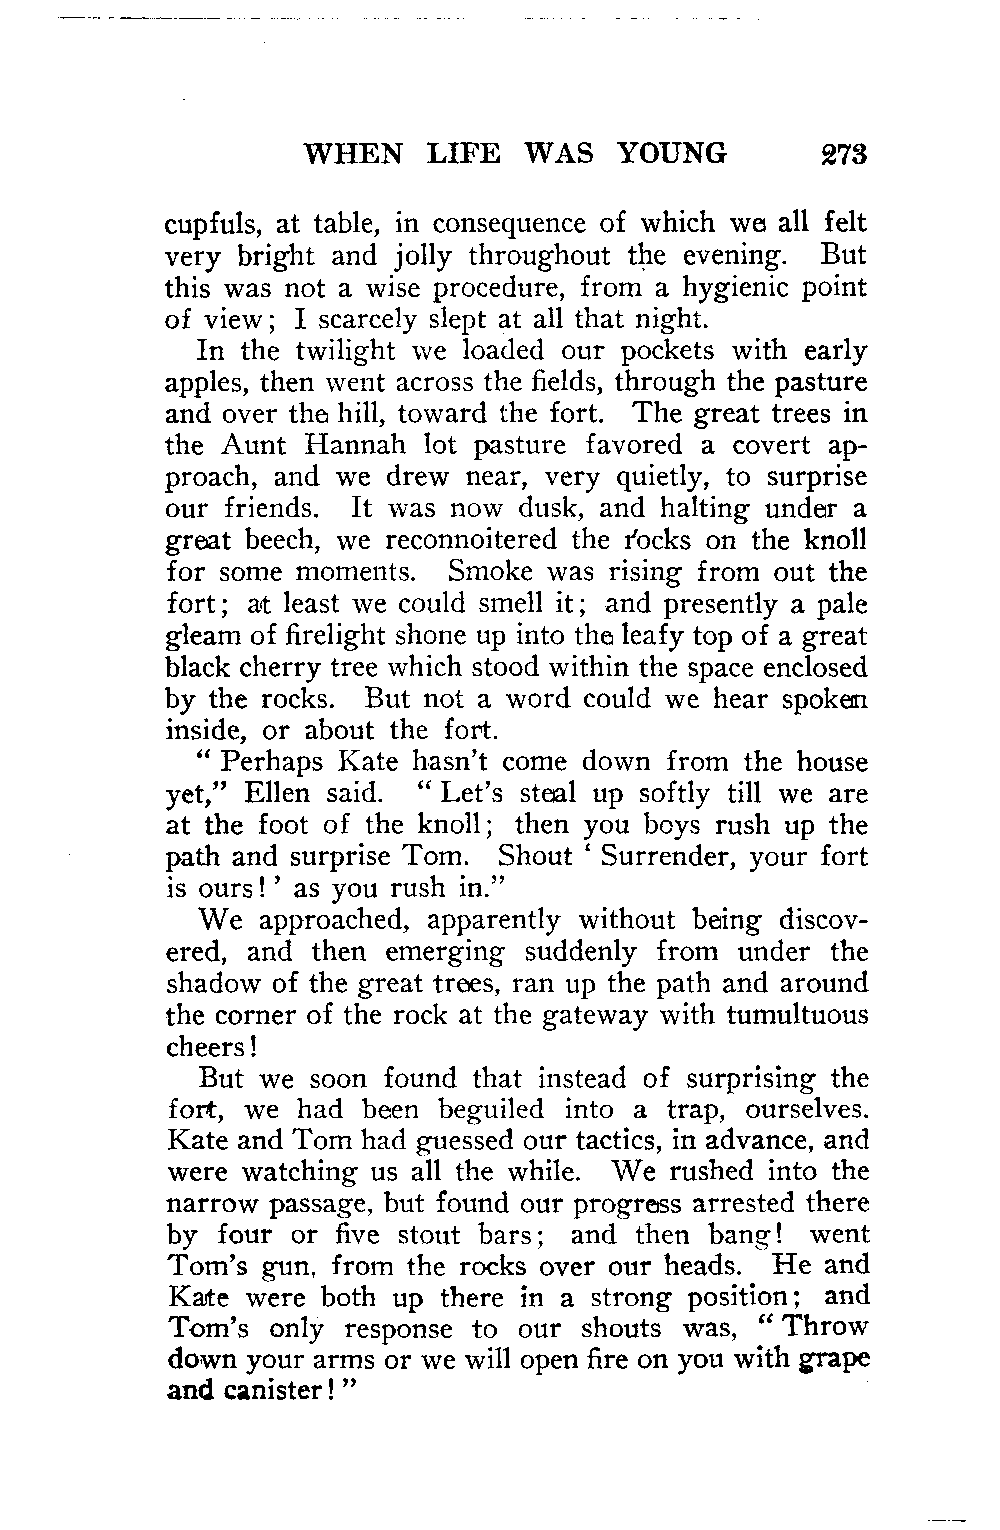 WHEN LIFE WAS YOUNG 273
cupfuls, at table, in consequence of which we all felt
very bright and jolly throughout the evening. But
this was not a wise procedure, from a hygienic point
of view; I scarcely slept at all that night.
In the twilight we loaded our pockets with early
apples, then went across the fields, through the pasture
and over the hill, toward the fort. The great trees in
the Aunt Hannah lot pasture favored a covert ap-
proach, and we drew near, very quietly, to surprise
our friends. It was now dusk, and halting under a
great beech, we reconnoitered the rocks on the knoll
for some moments. Smoke was rising from out the
fort; at least we could smell it; and presently a pale
gleam of firelight shone up into the leafy top of a great
black cherry tree which stood within the space enclosed
by the rocks. But not a word could we hear spoken
inside, or about the fort.
“ Perhaps Kate hasn't come down from the house
yet,” Ellen said. “ Let's steal up softly till we are
at the foot of the knoll; then you boys rush up the
path and surprise Tom. Shout ‘ Surrender, your fort
is ours! ’ as you rush in.”
We approached, apparently without being discov-
ered, and then emerging suddenly from under the
shadow of the great trees, ran up the path and around
the corner of the rock at the gateway with tumultuous
cheers!
But we soon found that instead of surprising the
fort, we had been beguiled into a trap, ourselves.
Kate and Tom had guessed our tactics, in advance, and
were watching us all the while. We rushed into the
narrow passage, but found our progress arrested there
by four or five stout bars; and then bang! went
Tom's gun, from the rocks over our heads. He and
Kate were both up there in a strong position; and
Tom's only response to our shouts was, “ Throw
down your arms or we will open fire on you with grape
and canister! ”